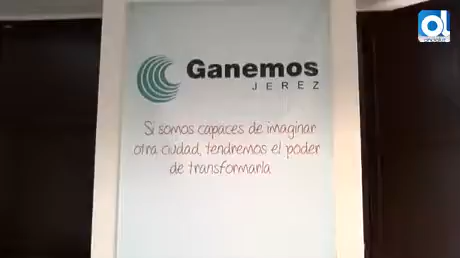 Ganemos
JEREZ
Si somos capaces de imaginar
otra ciudad, tendremos el poder
de transformarla